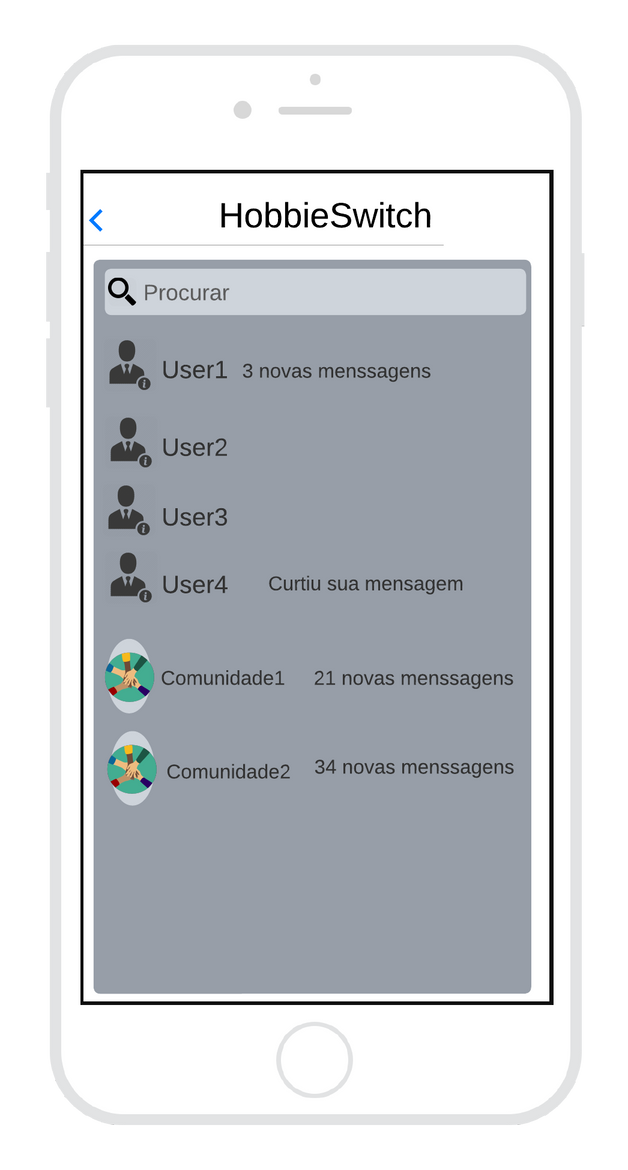 HobbieSwitch
Procurar
User1 3 novas menssagens
User2
User3
User4 Curtiu sua mensagem
Comunidade1 21 novas menssagens
Comunidade2 34 novas menssagens